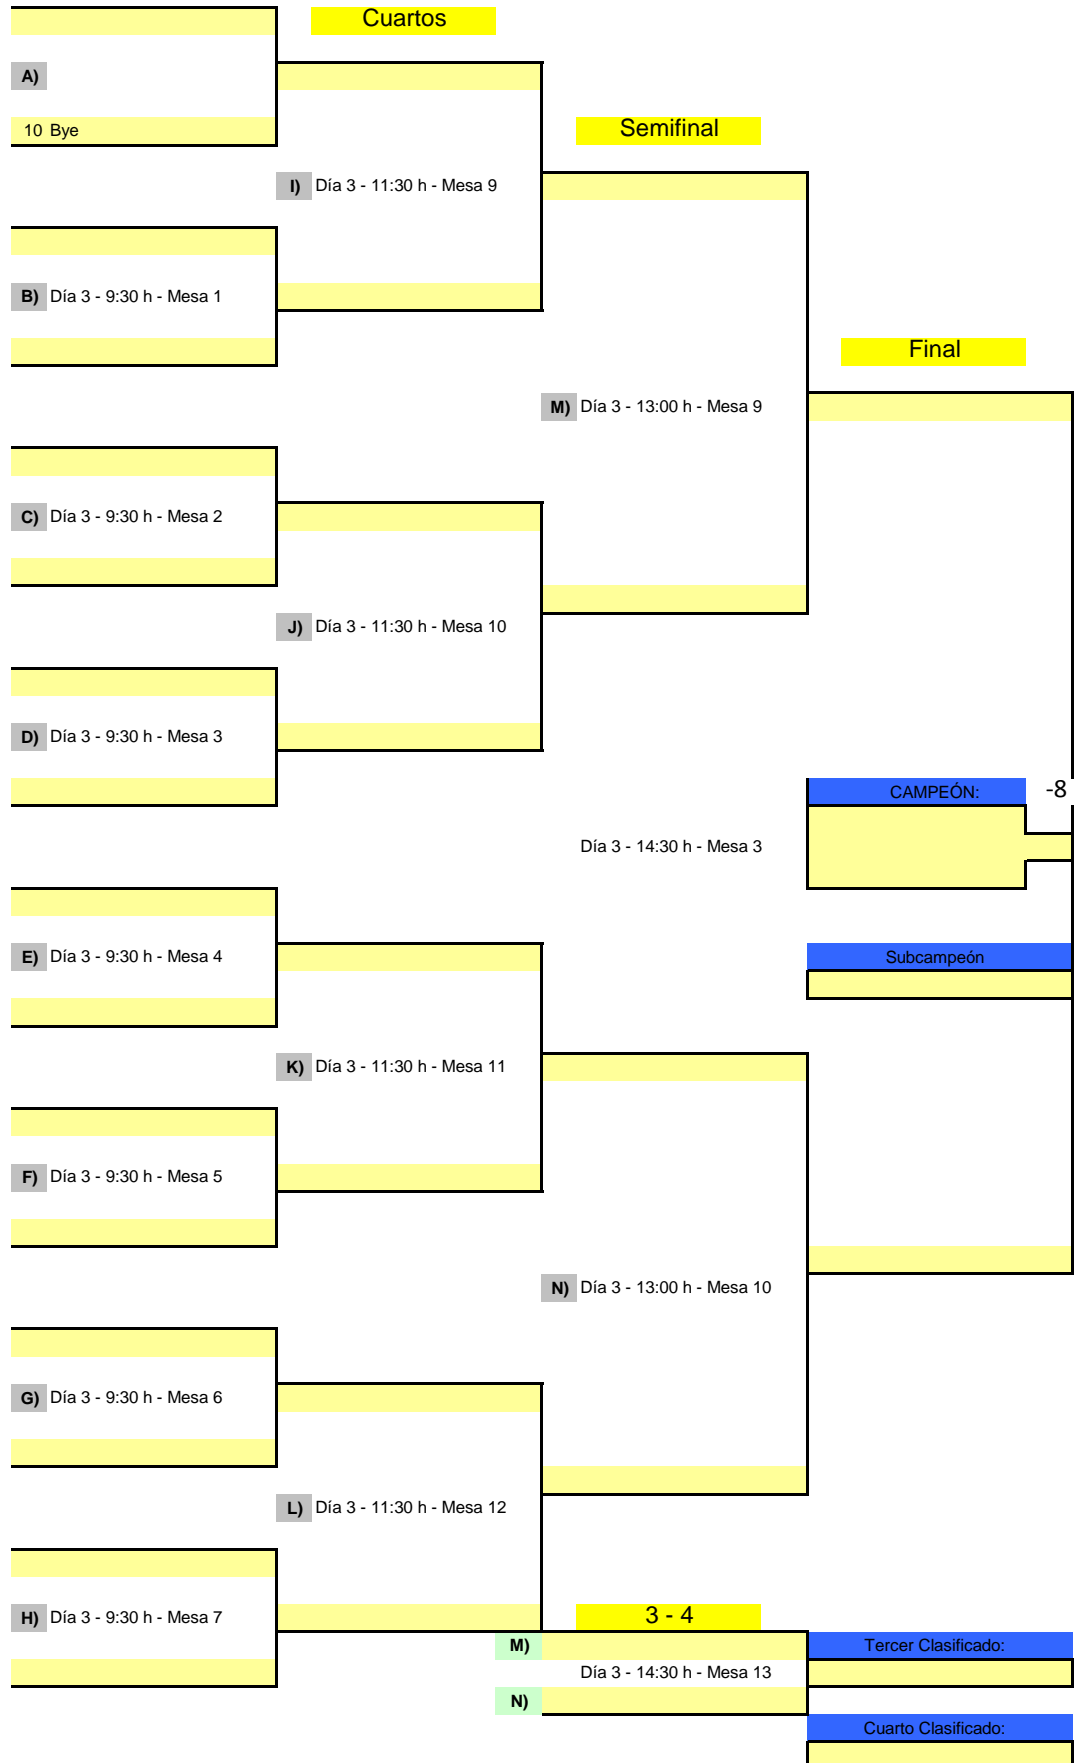 Cuartos
A)
10 Bye
Semifinal
I) Día 3 - 11:30 h - Mesa 9
B) Día 3 - 9:30 h - Mesa 1
Final
M) Día 3 - 13:00 h - Mesa 9
C) Día 3 - 9:30 h - Mesa 2
J) Día 3 - 11:30 h - Mesa 10
D) Día 3 - 9:30 h - Mesa 3
CAMPEÓN: -8
Día 3 - 14:30 h - Mesa 3
E) Día 3 - 9:30 h - Mesa 4
Subcampeón
K) Día 3 - 11:30 h - Mesa 11
F) Día 3 - 9:30 h - Mesa 5
N) Día 3 - 13:00 h - Mesa 10
G) Día 3 - 9:30 h - Mesa 6
L) Día 3 - 11:30 h - Mesa 12
H) Día 3 - 9:30 h - Mesa 7
3 - 4
M)
Tercer Clasificado:
Día 3 - 14:30 h - Mesa 13
N)
Cuarto Clasificado: